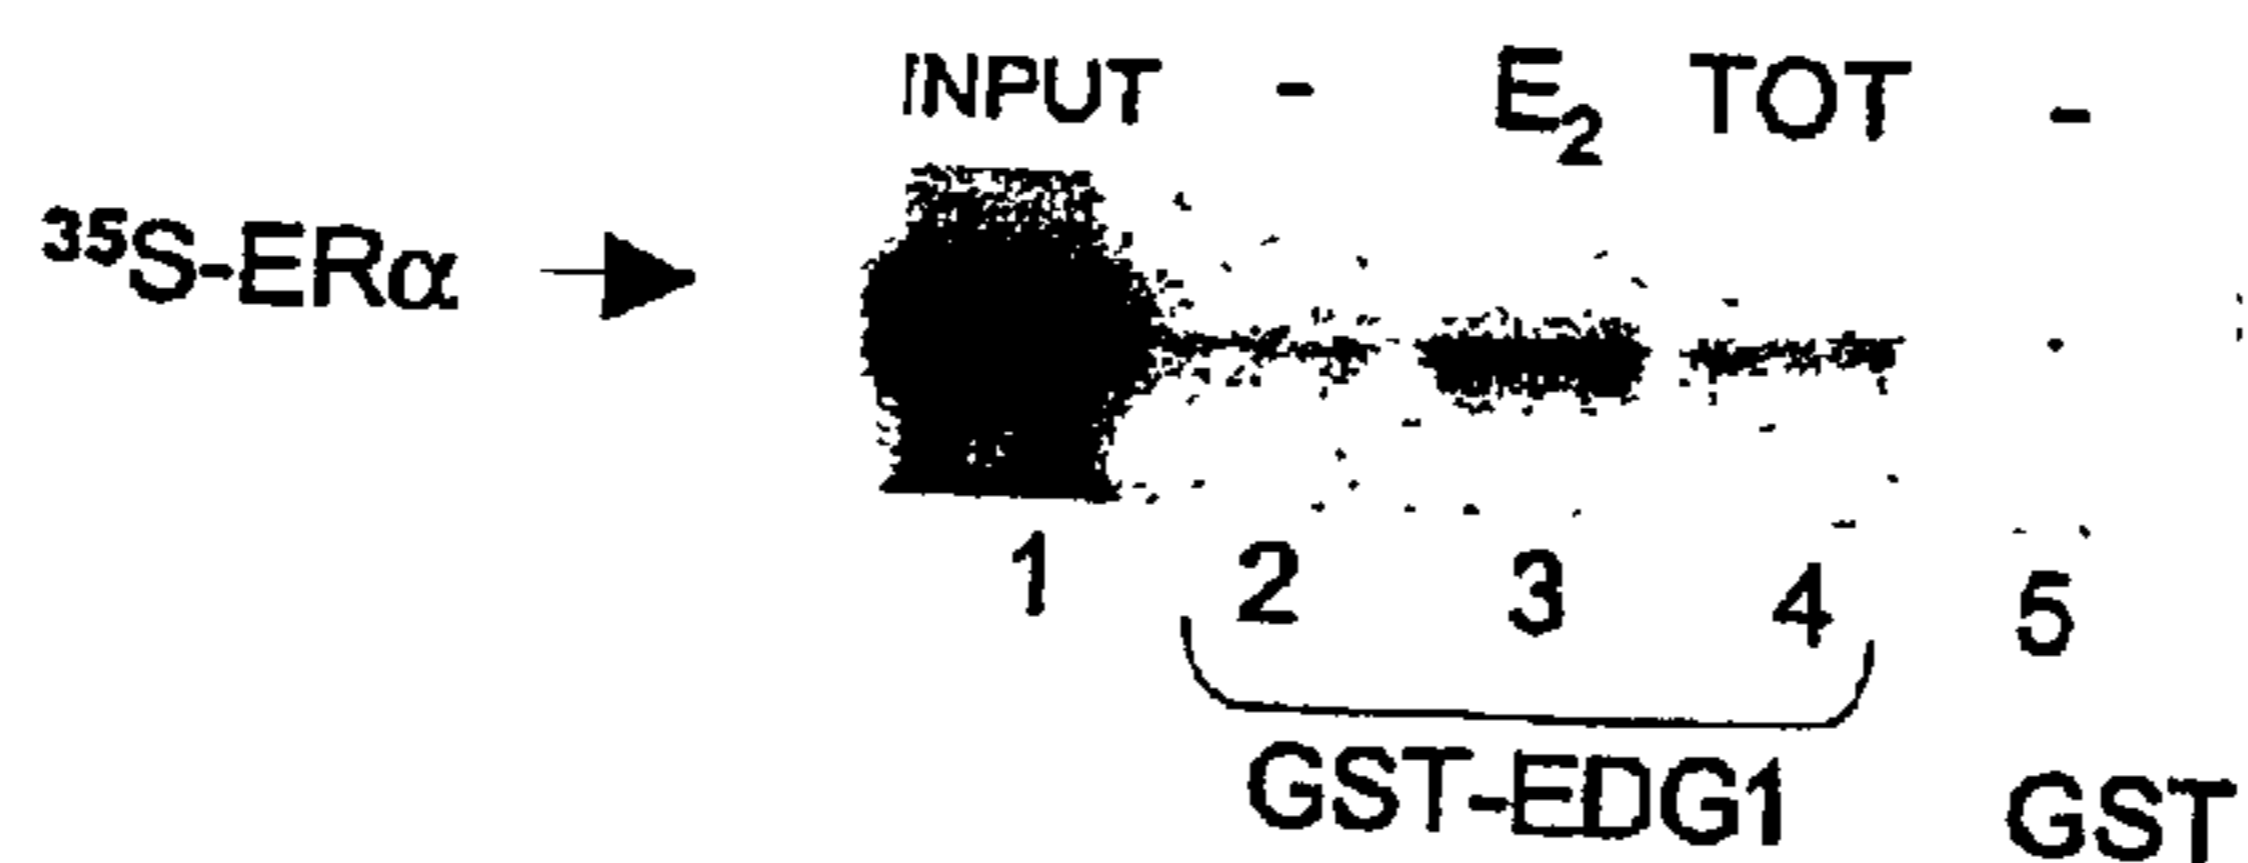 INPUT - E₂ TOT -
³⁵S-ERα
1 2 3 4 5
GST-EDG1 GST